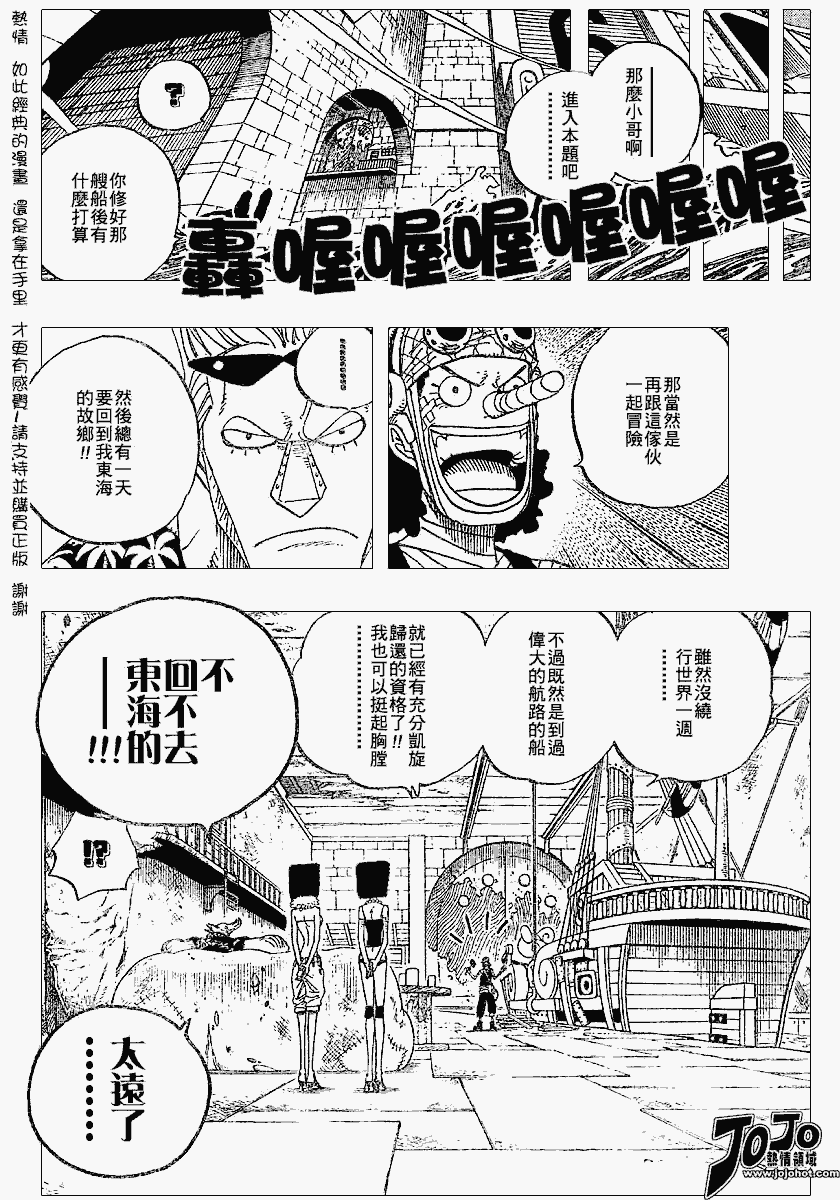 熱情 如此經典的漫畫 還是拿在手里 才更有感覺!請支持並購買正版 謝謝
那麼小哥啊
━━
進入本題吧
⋯⋯⋯⋯
?
你修好那
艘船後有
什麼打算
轟喔喔喔喔喔喔
那當然是
再跟這傢伙
一起冒險
然後總有一天
要回到我東海
的故鄉!!
雖然沒繞
行世界一週
⋯⋯⋯⋯
不過既然是到過
偉大的航路的船
就已經有充分凱旋
歸還的資格了!!
我也可以挺起胸膛
⋯⋯⋯⋯⋯⋯
不
回不去
東海的
━━!!!
!?
太遠了
⋯⋯⋯⋯
JOJO
熱情領域
www.jojohot.com